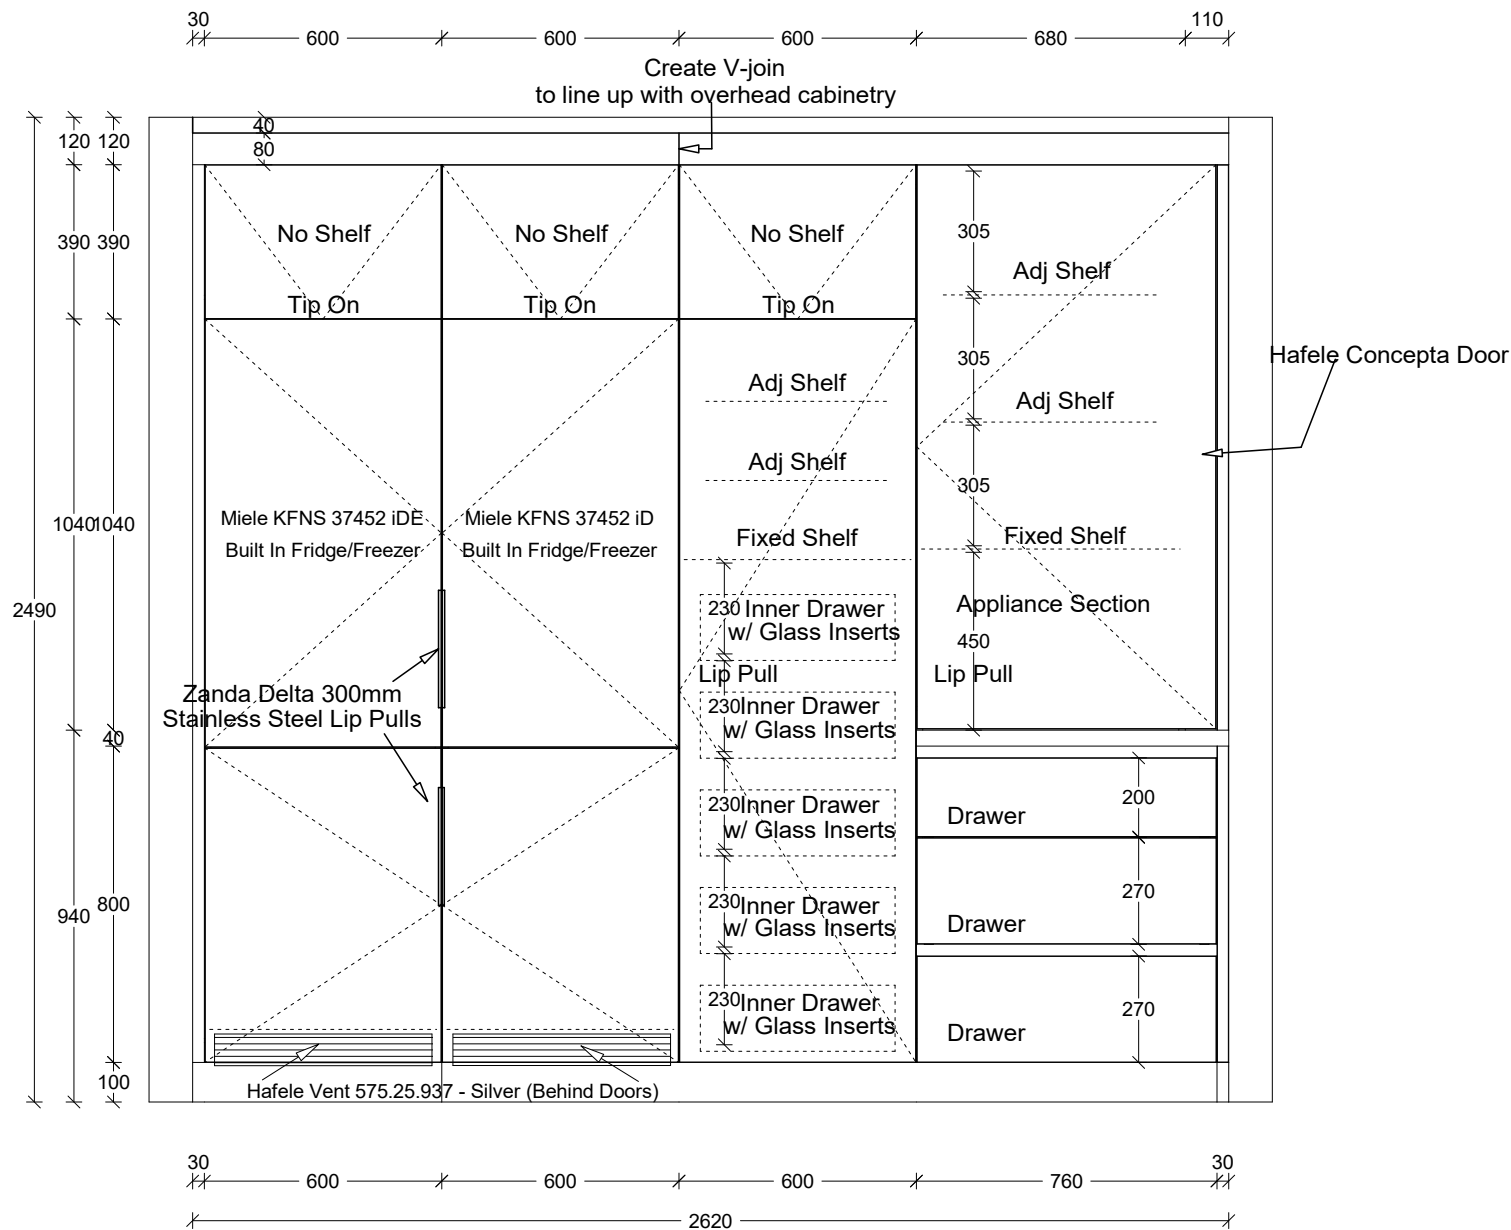 30
600
600
600
680
110
Create V-join
to line up with overhead cabinetry
40
120
120
80
No Shelf
No Shelf
No Shelf
390
390
305
Adj Shelf
Tip On
Tip On
Tip On
Hafele Concepta Door
305
Adj Shelf
Adj Shelf
Adj Shelf
305
1040
1040
Miele KFNS 37452 iDE
Built In Fridge/Freezer
Miele KFNS 37452 iD
Built In Fridge/Freezer
Fixed Shelf
Fixed Shelf
2490
230
Inner Drawer
w/ Glass Inserts
Appliance Section
450
Lip Pull
Lip Pull
Zanda Delta 300mm
Stainless Steel Lip Pulls
230
Inner Drawer
w/ Glass Inserts
40
230
Inner Drawer
w/ Glass Inserts
200
Drawer
270
940
800
230
Inner Drawer
w/ Glass Inserts
Drawer
230
Inner Drawer
w/ Glass Inserts
270
Drawer
100
Hafele Vent 575.25.937 - Silver (Behind Doors)
30
600
600
600
760
30
2620